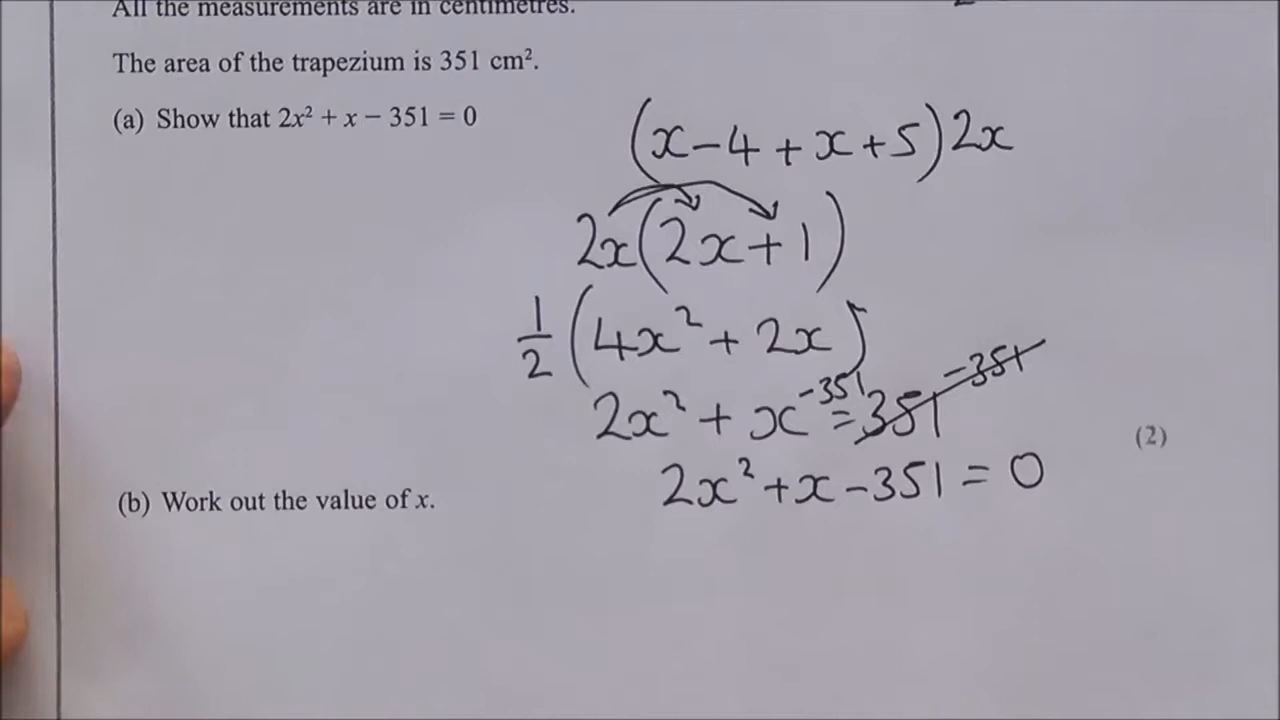 All the measurements are in centimetres.
The area of the trapezium is 351 cm².
(a) Show that 2x² + x − 351 = 0
(x-4+x+5)2x
2x(2x+1)
1/2(4x²+2x)
2x²+x-351=351-351
2x²+x-351=0
(2)
(b) Work out the value of x.